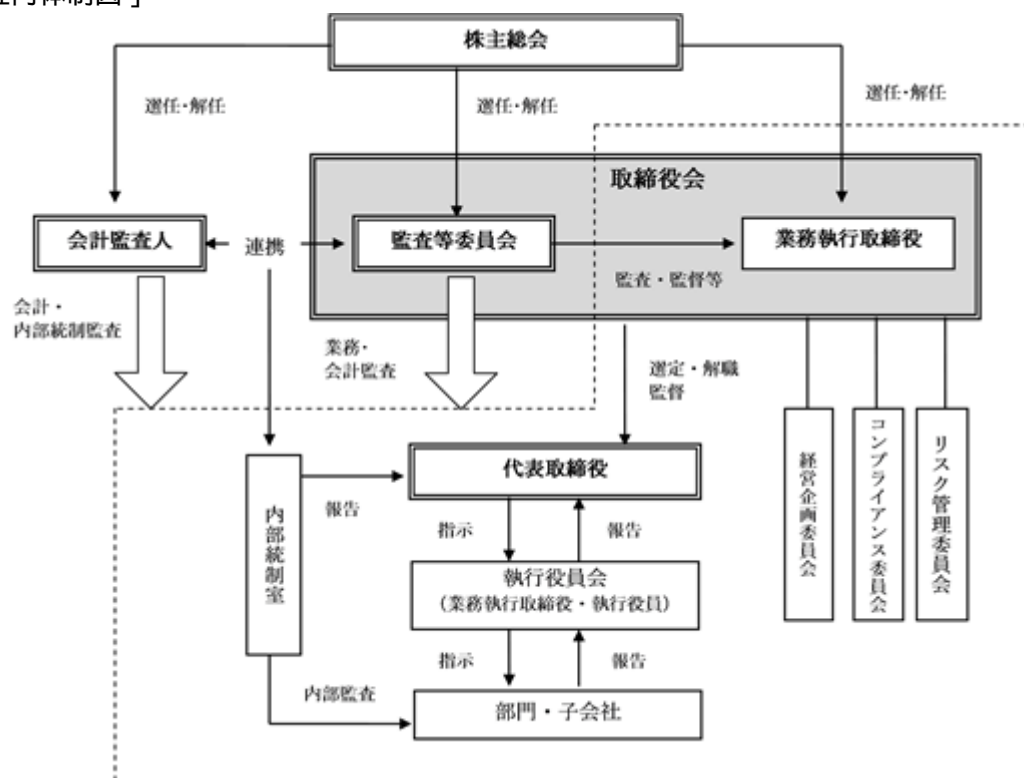 社内体制図］
株主総会
選任・解任
選任・解任
選任・解任
取締役会
会計監査人
連携
監査等委員会
業務執行取締役
監査・監督等
会計・
内部統制監査
業務・
会計監査
選定・解職
監督
代表取締役
報告
内部統制室
指示
報告
執行役員会
（業務執行取締役・執行役員）
指示
報告
内部監査
部門・子会社
経営企画委員会
コンプライアンス委員会
リスク管理委員会